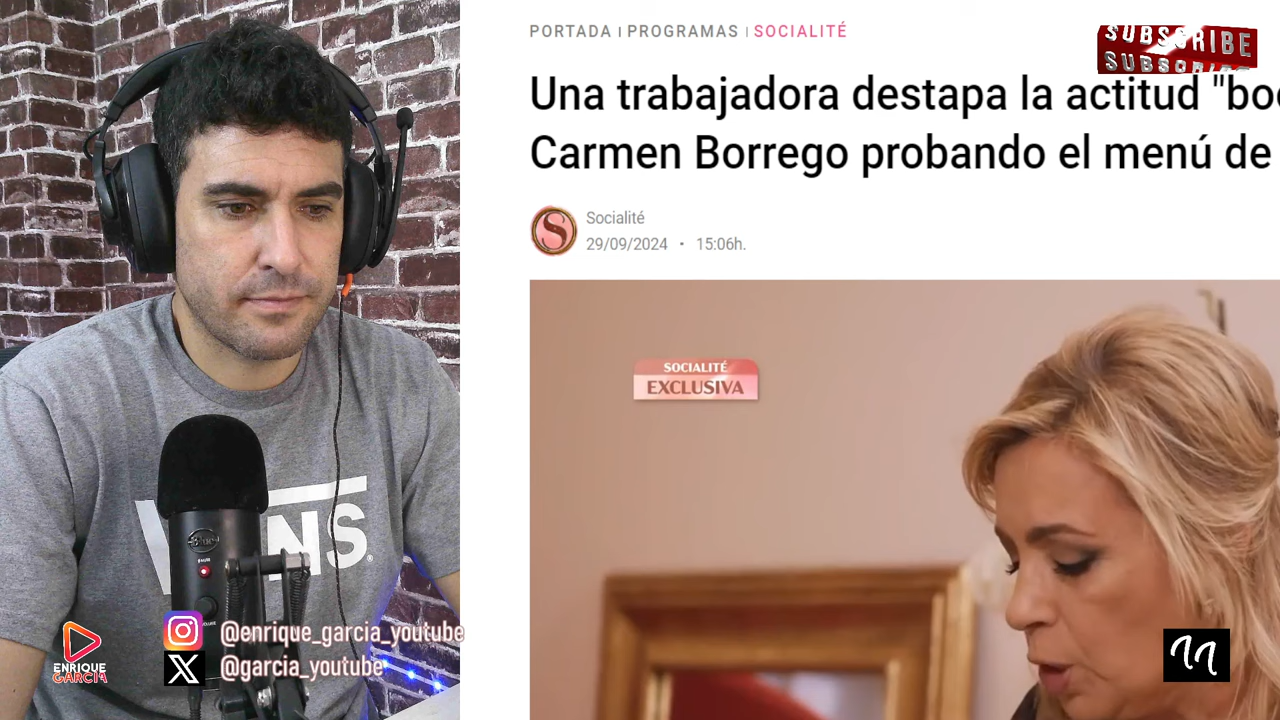 PORTADA | PROGRAMAS | SOCIALITÉ
SUBSCRIBE
Una trabajadora destapa la actitud
Carmen Borrego probando el menú de
Socialité
29/09/2024 • 15:06h.
S
SOCIALITÉ
EXCLUSIVA
VANS
@enrique_garcia_youtube
@garcia_youtube
ENRIQUE
GARCIA